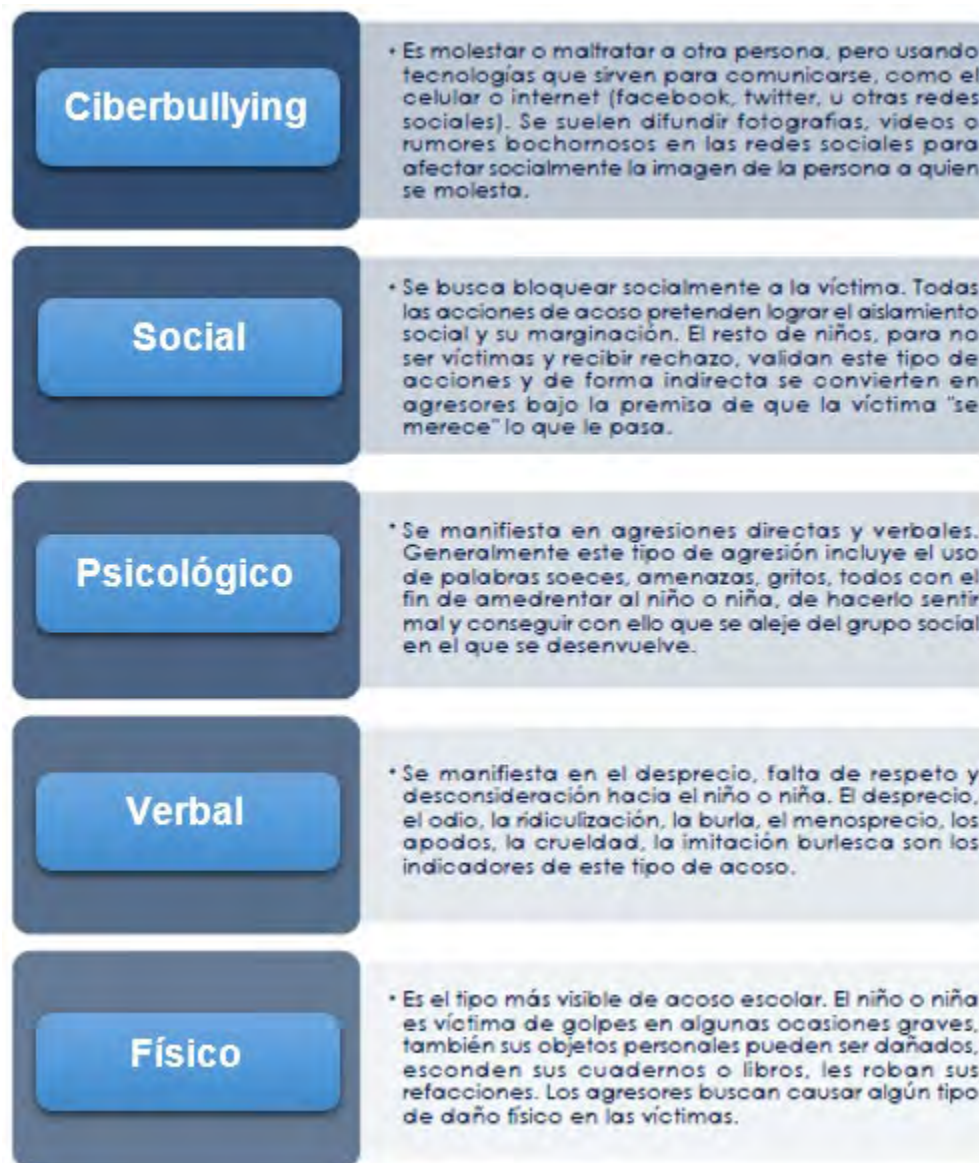 Ciberbullying
• Es molestar o maltratar a otra persona, pero usando
tecnologías que sirven para comunicarse, como el
celular o internet (facebook, twitter, u otras redes
sociales). Se suelen difundir fotografías, videos o
rumores bochornosos en las redes sociales para
afectar socialmente la imagen de la persona a quien
se molesta.
Social
• Se busca bloquear socialmente a la víctima. Todas
las acciones de acoso pretenden lograr el aislamiento
social y su marginación. El resto de niños, para no
ser víctimas y recibir rechazo, validan este tipo de
acciones y de forma indirecta se convierten en
agresores bajo la premisa de que la víctima "se
merece" lo que le pasa.
Psicológico
• Se manifiesta en agresiones directas y verbales.
Generalmente este tipo de agresión incluye el uso
de palabras soeces, amenazas, gritos, todos con el
fin de amedrentar al niño o niña, de hacerlo sentir
mal y conseguir con ello que se aleje del grupo social
en el que se desenvuelve.
Verbal
• Se manifiesta en el desprecio, falta de respeto y
desconsideración hacia el niño o niña. El desprecio,
el odio, la ridiculización, la burla, el menosprecio, los
apodos, la crueldad, la imitación burlesca son los
indicadores de este tipo de acoso.
Físico
• Es el tipo más visible de acoso escolar. El niño o niña
es víctima de golpes en algunas ocasiones graves,
también sus objetos personales pueden ser dañados,
esconden sus cuadernos o libros, les roban sus
refacciones. Los agresores buscan causar algún tipo
de daño físico en las víctimas.